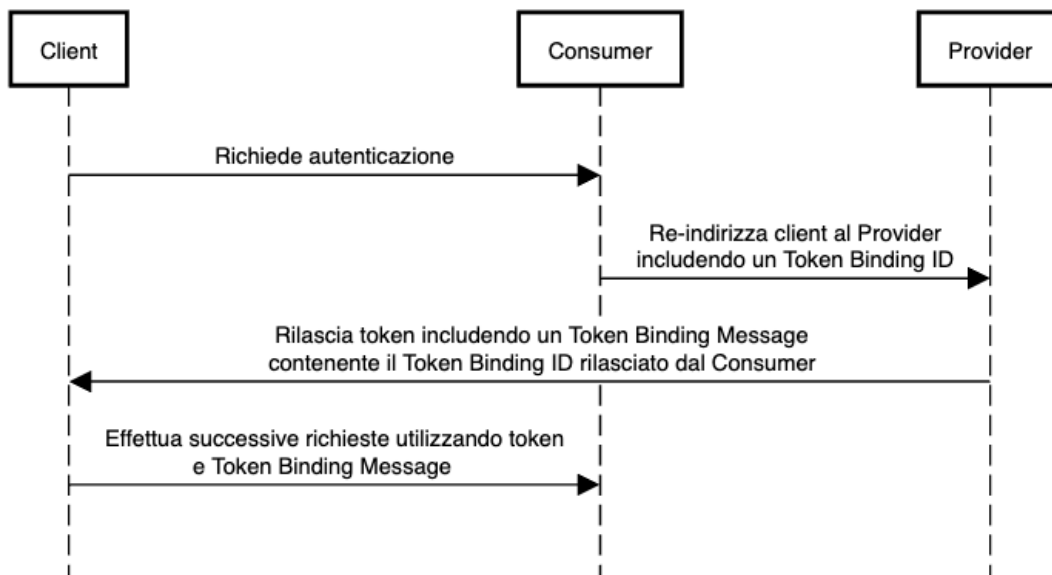 Client
Consumer
Provider
Richiede autenticazione
Re-indirizza client al Provider
includendo un Token Binding ID
Rilascia token includendo un Token Binding Message
contenente il Token Binding ID rilasciato dal Consumer
Effettua successive richieste utilizzando token
e Token Binding Message